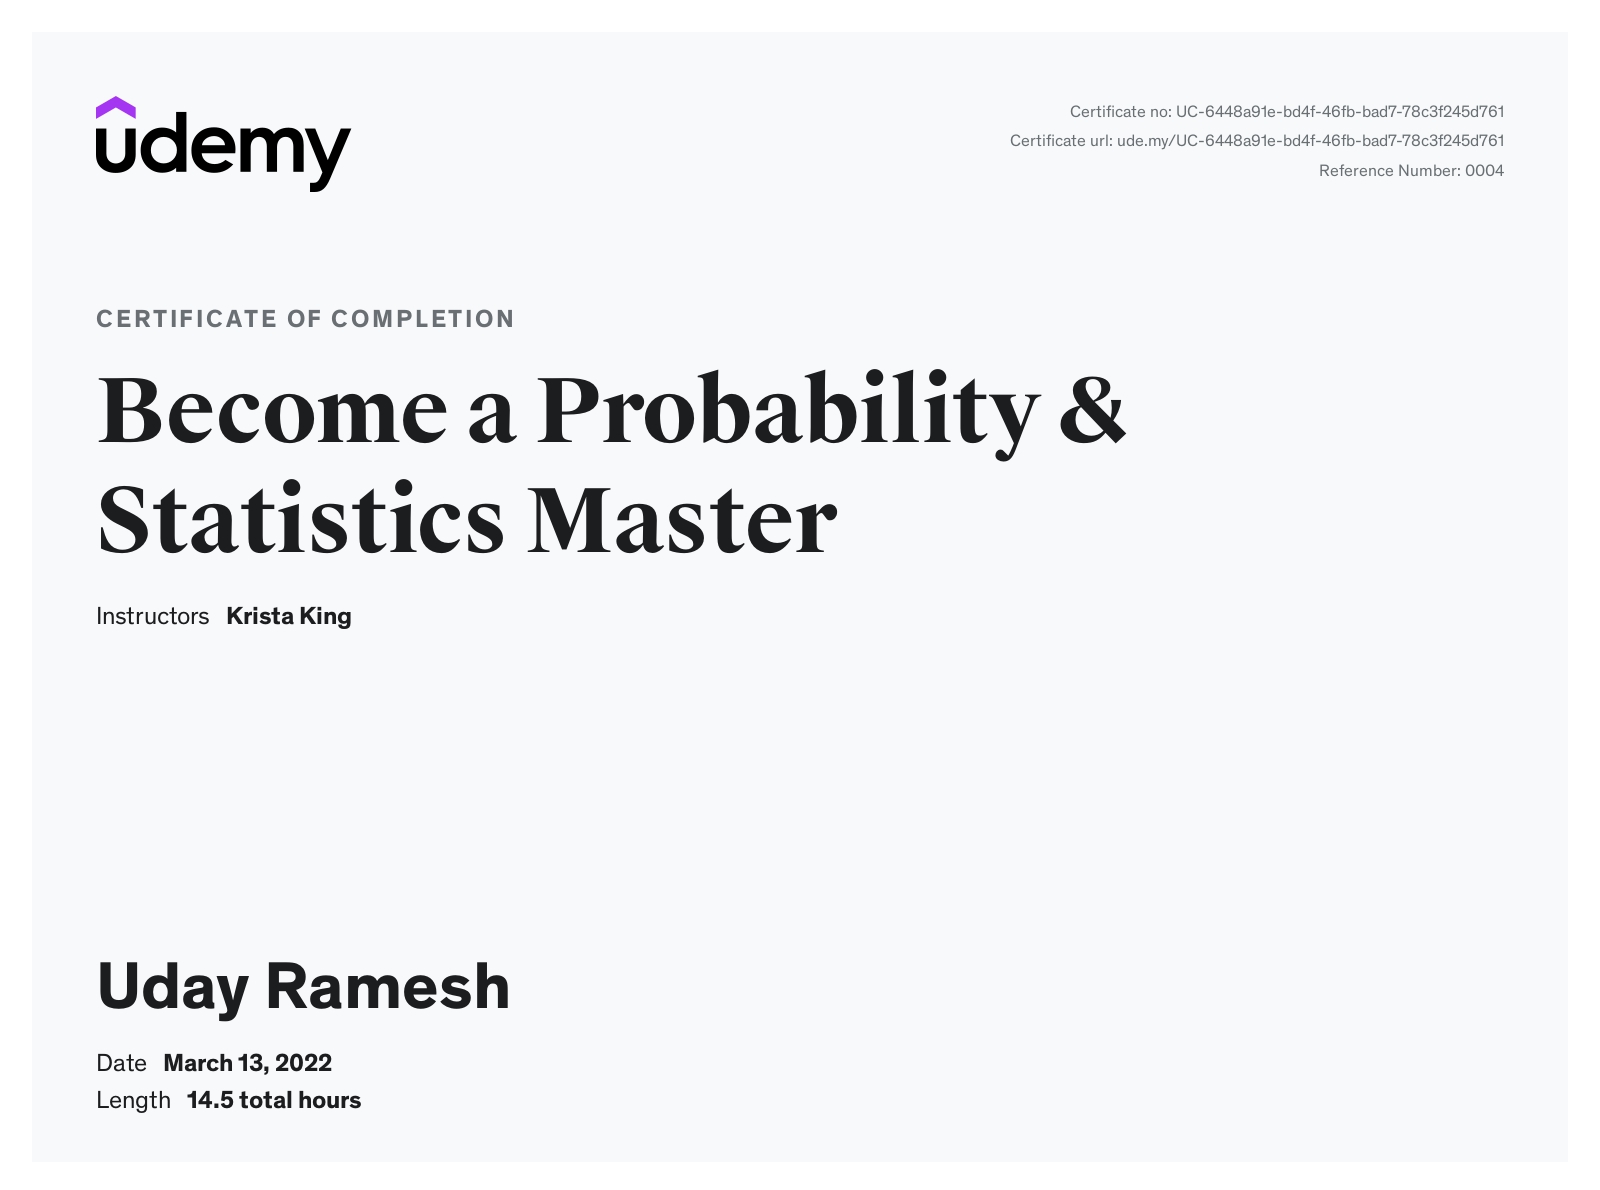 udemy
Certificate no: UC-6448a91e-bd4f-46fb-bad7-78c3f245d761
Certificate url: ude.my/UC-6448a91e-bd4f-46fb-bad7-78c3f245d761
Reference Number: 0004
CERTIFICATE OF COMPLETION
Become a Probability &
Statistics Master
Instructors Krista King
Uday Ramesh
Date March 13, 2022
Length 14.5 total hours